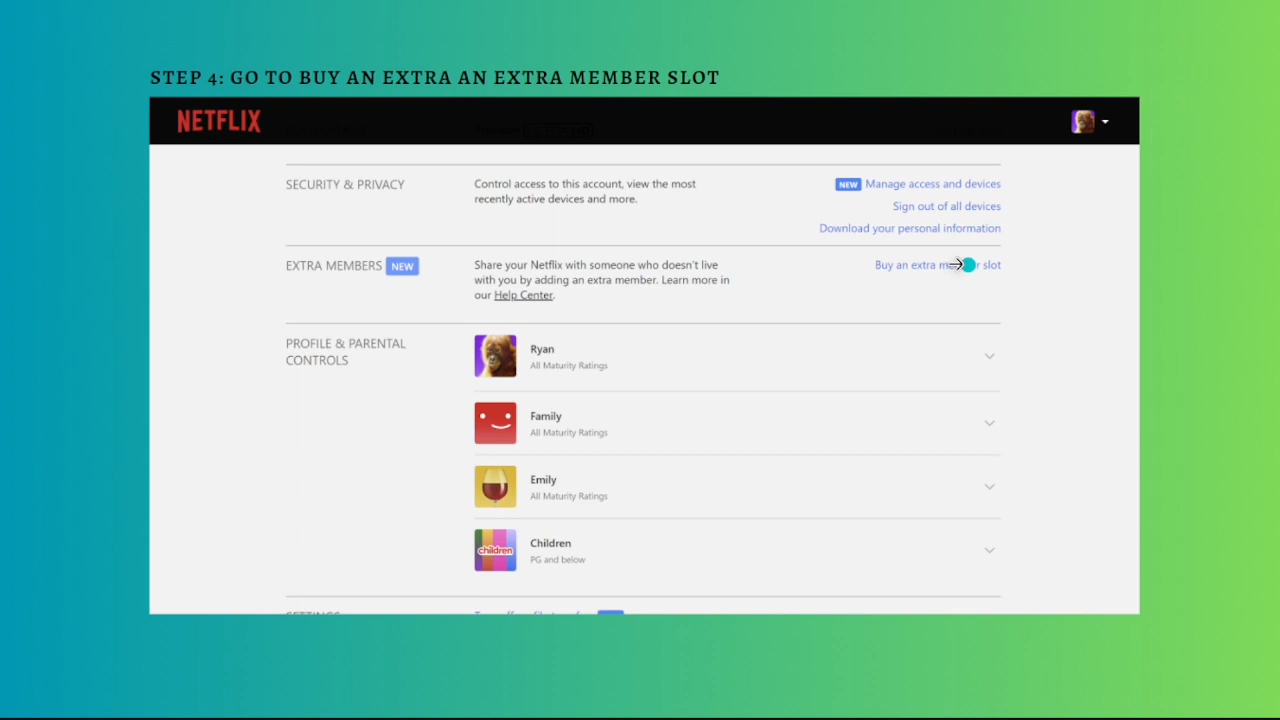 STEP 4: GO TO BUY AN EXTRA AN EXTRA MEMBER SLOT
NETFLIX
SECURITY & PRIVACY
Control access to this account, view the most
recently active devices and more.
NEW Manage access and devices
Sign out of all devices
Download your personal information
EXTRA MEMBERS NEW
Share your Netflix with someone who doesn't live
with you by adding an extra member. Learn more in
our Help Center.
Buy an extra member slot
PROFILE & PARENTAL
CONTROLS
Ryan
All Maturity Ratings
Family
All Maturity Ratings
Emily
All Maturity Ratings
children
Children
PG and below